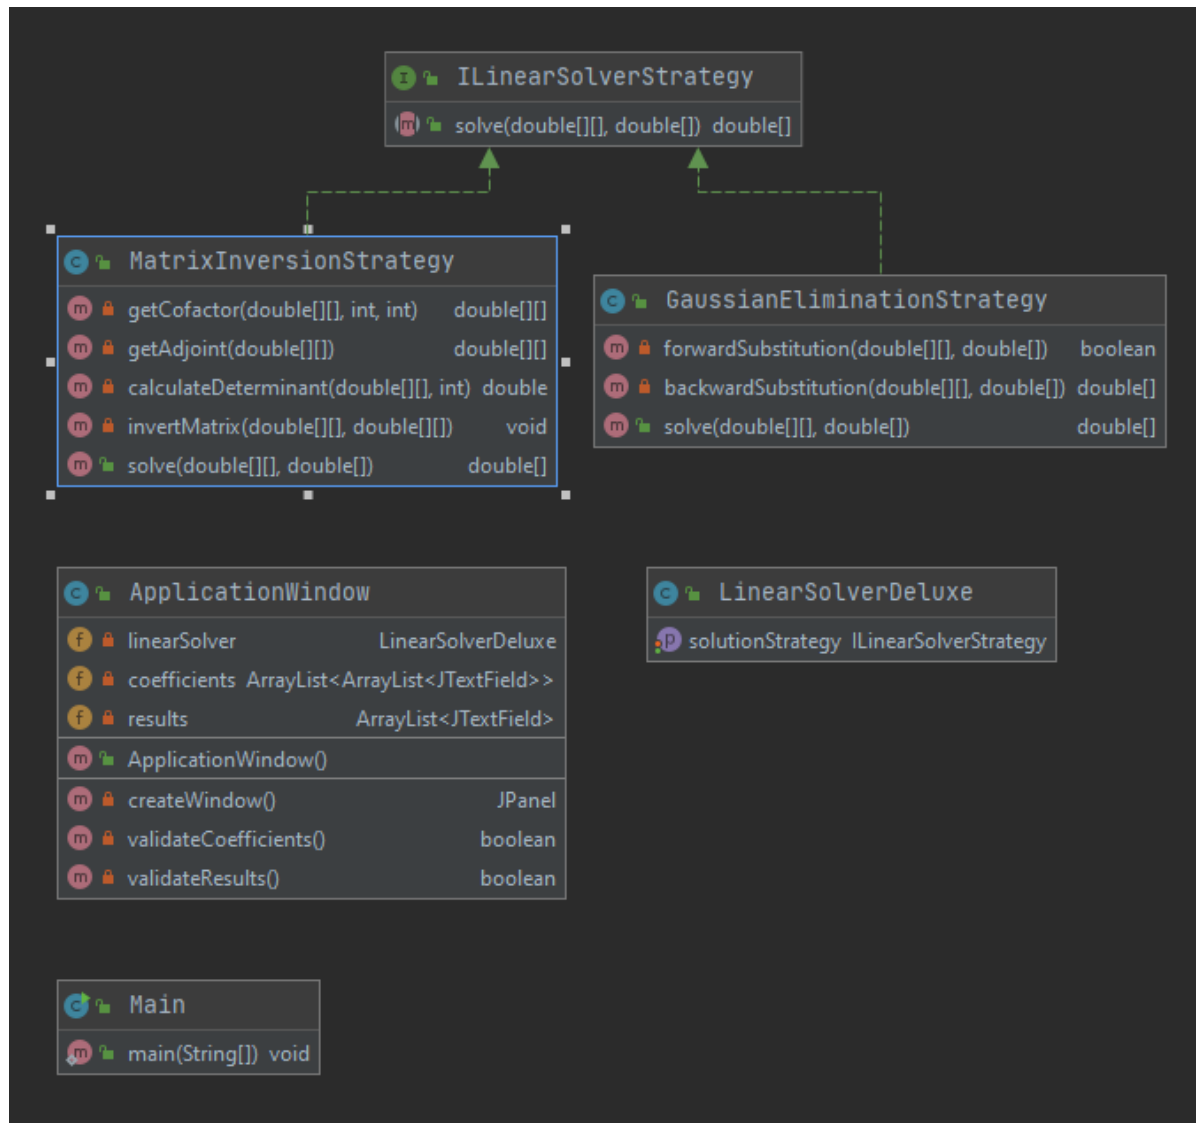 ILinearSolverStrategy
solve(double[][], double[]) double[]
MatrixInversionStrategy
getCofactor(double[][], int, int) double[][]
getAdjoint(double[][]) double[][]
calculateDeterminant(double[][], int) double
invertMatrix(double[][], double[][]) void
solve(double[][], double[]) double[]
GaussianEliminationStrategy
forwardSubstitution(double[][], double[]) boolean
backwardSubstitution(double[][], double[]) double[]
solve(double[][], double[]) double[]
ApplicationWindow
linearSolver LinearSolverDeluxe
coefficients ArrayList<ArrayList<JTextField>>
results ArrayList<JTextField>
ApplicationWindow()
createWindow() JPanel
validateCoefficients() boolean
validateResults() boolean
LinearSolverDeluxe
solutionStrategy ILinearSolverStrategy
Main
main(String[]) void